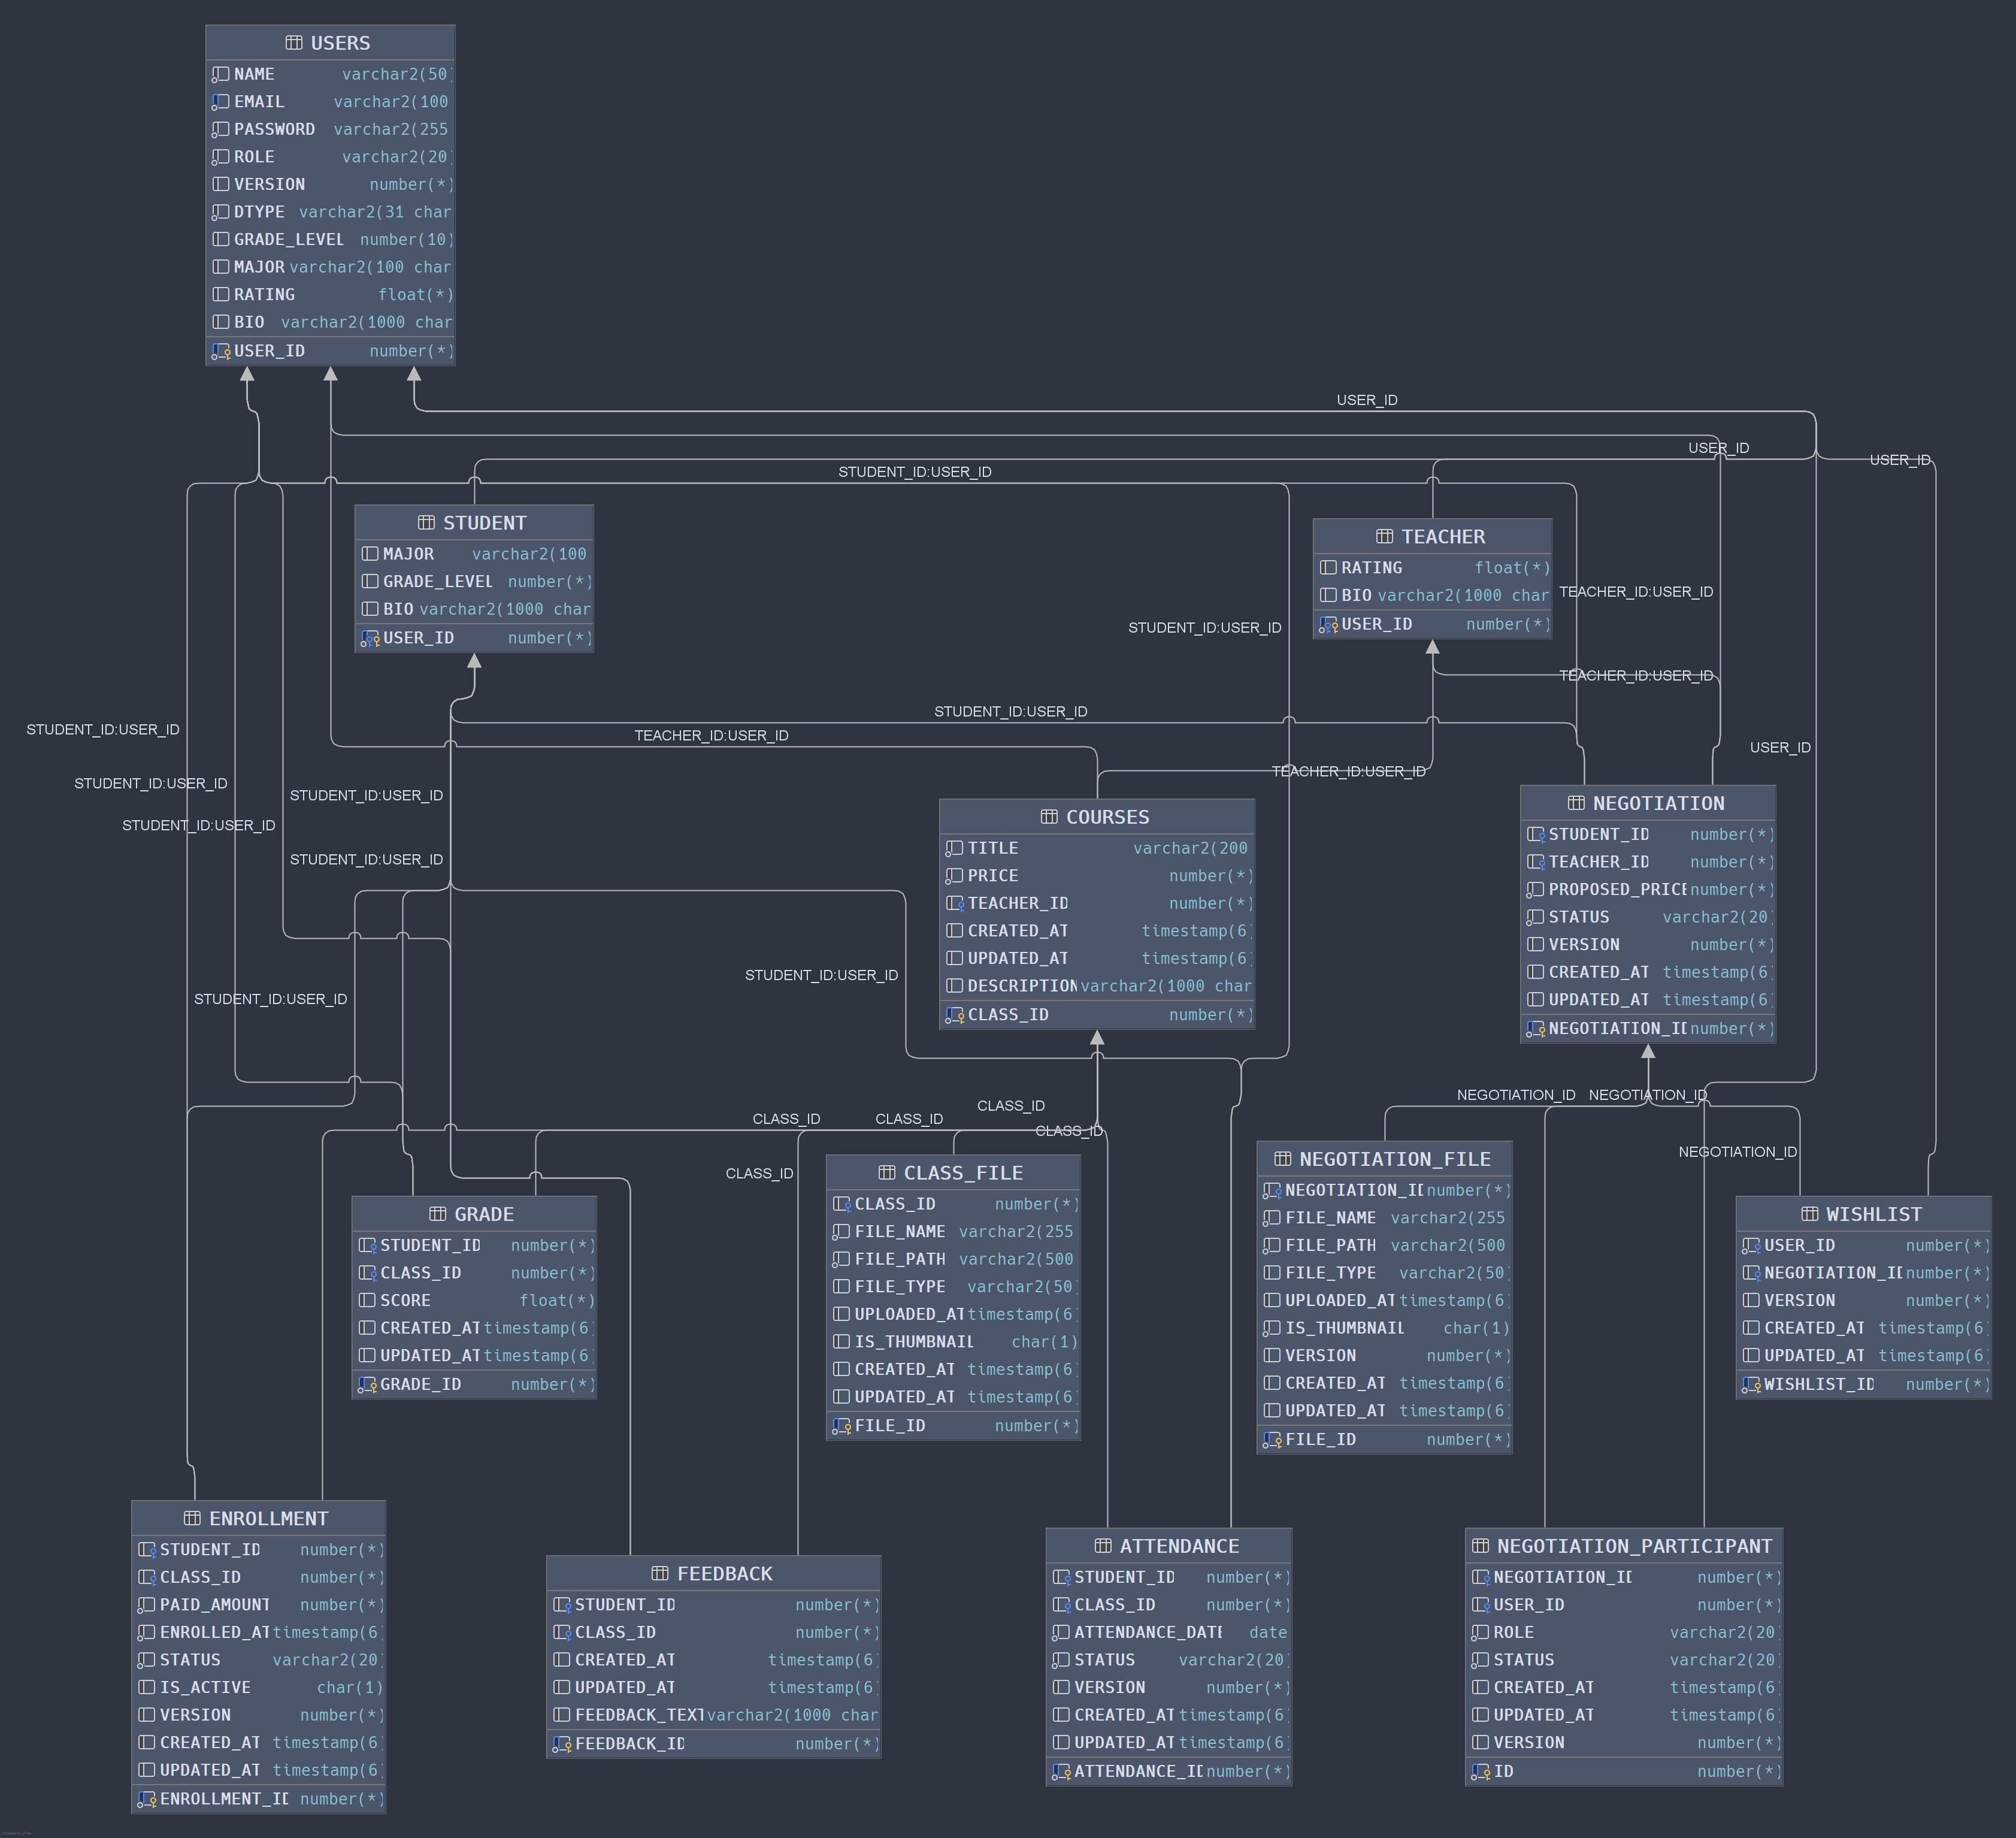 USERS
NAME varchar2(50)
EMAIL varchar2(100
PASSWORD varchar2(255
ROLE varchar2(20)
VERSION number(*)
DTYPE varchar2(31 char
GRADE_LEVEL number(10)
MAJOR varchar2(100 char
RATING float(*)
BIO varchar2(1000 char
USER_ID number(*)
USER_ID
USER_ID
USER_ID
STUDENT_ID:USER_ID
STUDENT
MAJOR varchar2(100
GRADE_LEVEL number(*)
BIO varchar2(1000 char
USER_ID number(*)
TEACHER
RATING float(*)
BIO varchar2(1000 char
USER_ID number(*)
TEACHER_ID:USER_ID
STUDENT_ID:USER_ID
TEACHER_ID:USER_ID
STUDENT_ID:USER_ID
STUDENT_ID:USER_ID
TEACHER_ID:USER_ID
USER_ID
TEACHER_ID:USER_ID
STUDENT_ID:USER_ID
STUDENT_ID:USER_ID
STUDENT_ID:USER_ID
STUDENT_ID:USER_ID
COURSES
TITLE varchar2(200
PRICE number(*)
TEACHER_ID number(*)
CREATED_AT timestamp(6)
UPDATED_AT timestamp(6)
DESCRIPTION varchar2(1000 char
CLASS_ID number(*)
NEGOTIATION
STUDENT_ID number(*)
TEACHER_ID number(*)
PROPOSED_PRICE number(*)
STATUS varchar2(20)
VERSION number(*)
CREATED_AT timestamp(6)
UPDATED_AT timestamp(6)
NEGOTIATION_ID number(*)
STUDENT_ID:USER_ID
STUDENT_ID:USER_ID
NEGOTIATION_ID
NEGOTIATION_ID
CLASS_ID
CLASS_ID
CLASS_ID
CLASS_ID
NEGOTIATION_ID
CLASS_ID
CLASS_FILE
CLASS_ID number(*)
FILE_NAME varchar2(255
FILE_PATH varchar2(500
FILE_TYPE varchar2(50)
UPLOADED_AT timestamp(6)
IS_THUMBNAIL char(1)
CREATED_AT timestamp(6)
UPDATED_AT timestamp(6)
FILE_ID number(*)
NEGOTIATION_FILE
NEGOTIATION_ID number(*)
FILE_NAME varchar2(255
FILE_PATH varchar2(500
FILE_TYPE varchar2(50)
UPLOADED_AT timestamp(6)
IS_THUMBNAIL char(1)
VERSION number(*)
CREATED_AT timestamp(6)
UPDATED_AT timestamp(6)
FILE_ID number(*)
GRADE
STUDENT_ID number(*)
CLASS_ID number(*)
SCORE float(*)
CREATED_AT timestamp(6)
UPDATED_AT timestamp(6)
GRADE_ID number(*)
WISHLIST
USER_ID number(*)
NEGOTIATION_ID number(*)
VERSION number(*)
CREATED_AT timestamp(6)
UPDATED_AT timestamp(6)
WISHLIST_ID number(*)
ENROLLMENT
STUDENT_ID number(*)
CLASS_ID number(*)
PAID_AMOUNT number(*)
ENROLLED_AT timestamp(6)
STATUS varchar2(20)
IS_ACTIVE char(1)
VERSION number(*)
CREATED_AT timestamp(6)
UPDATED_AT timestamp(6)
ENROLLMENT_ID number(*)
FEEDBACK
STUDENT_ID number(*)
CLASS_ID number(*)
CREATED_AT timestamp(6)
UPDATED_AT timestamp(6)
FEEDBACK_TEXT varchar2(1000 char
FEEDBACK_ID number(*)
ATTENDANCE
STUDENT_ID number(*)
CLASS_ID number(*)
ATTENDANCE_DATE date
STATUS varchar2(20)
VERSION number(*)
CREATED_AT timestamp(6)
UPDATED_AT timestamp(6)
ATTENDANCE_ID number(*)
NEGOTIATION_PARTICIPANT
NEGOTIATION_ID number(*)
USER_ID number(*)
ROLE varchar2(20)
STATUS varchar2(20)
CREATED_AT timestamp(6)
UPDATED_AT timestamp(6)
VERSION number(*)
ID number(*)